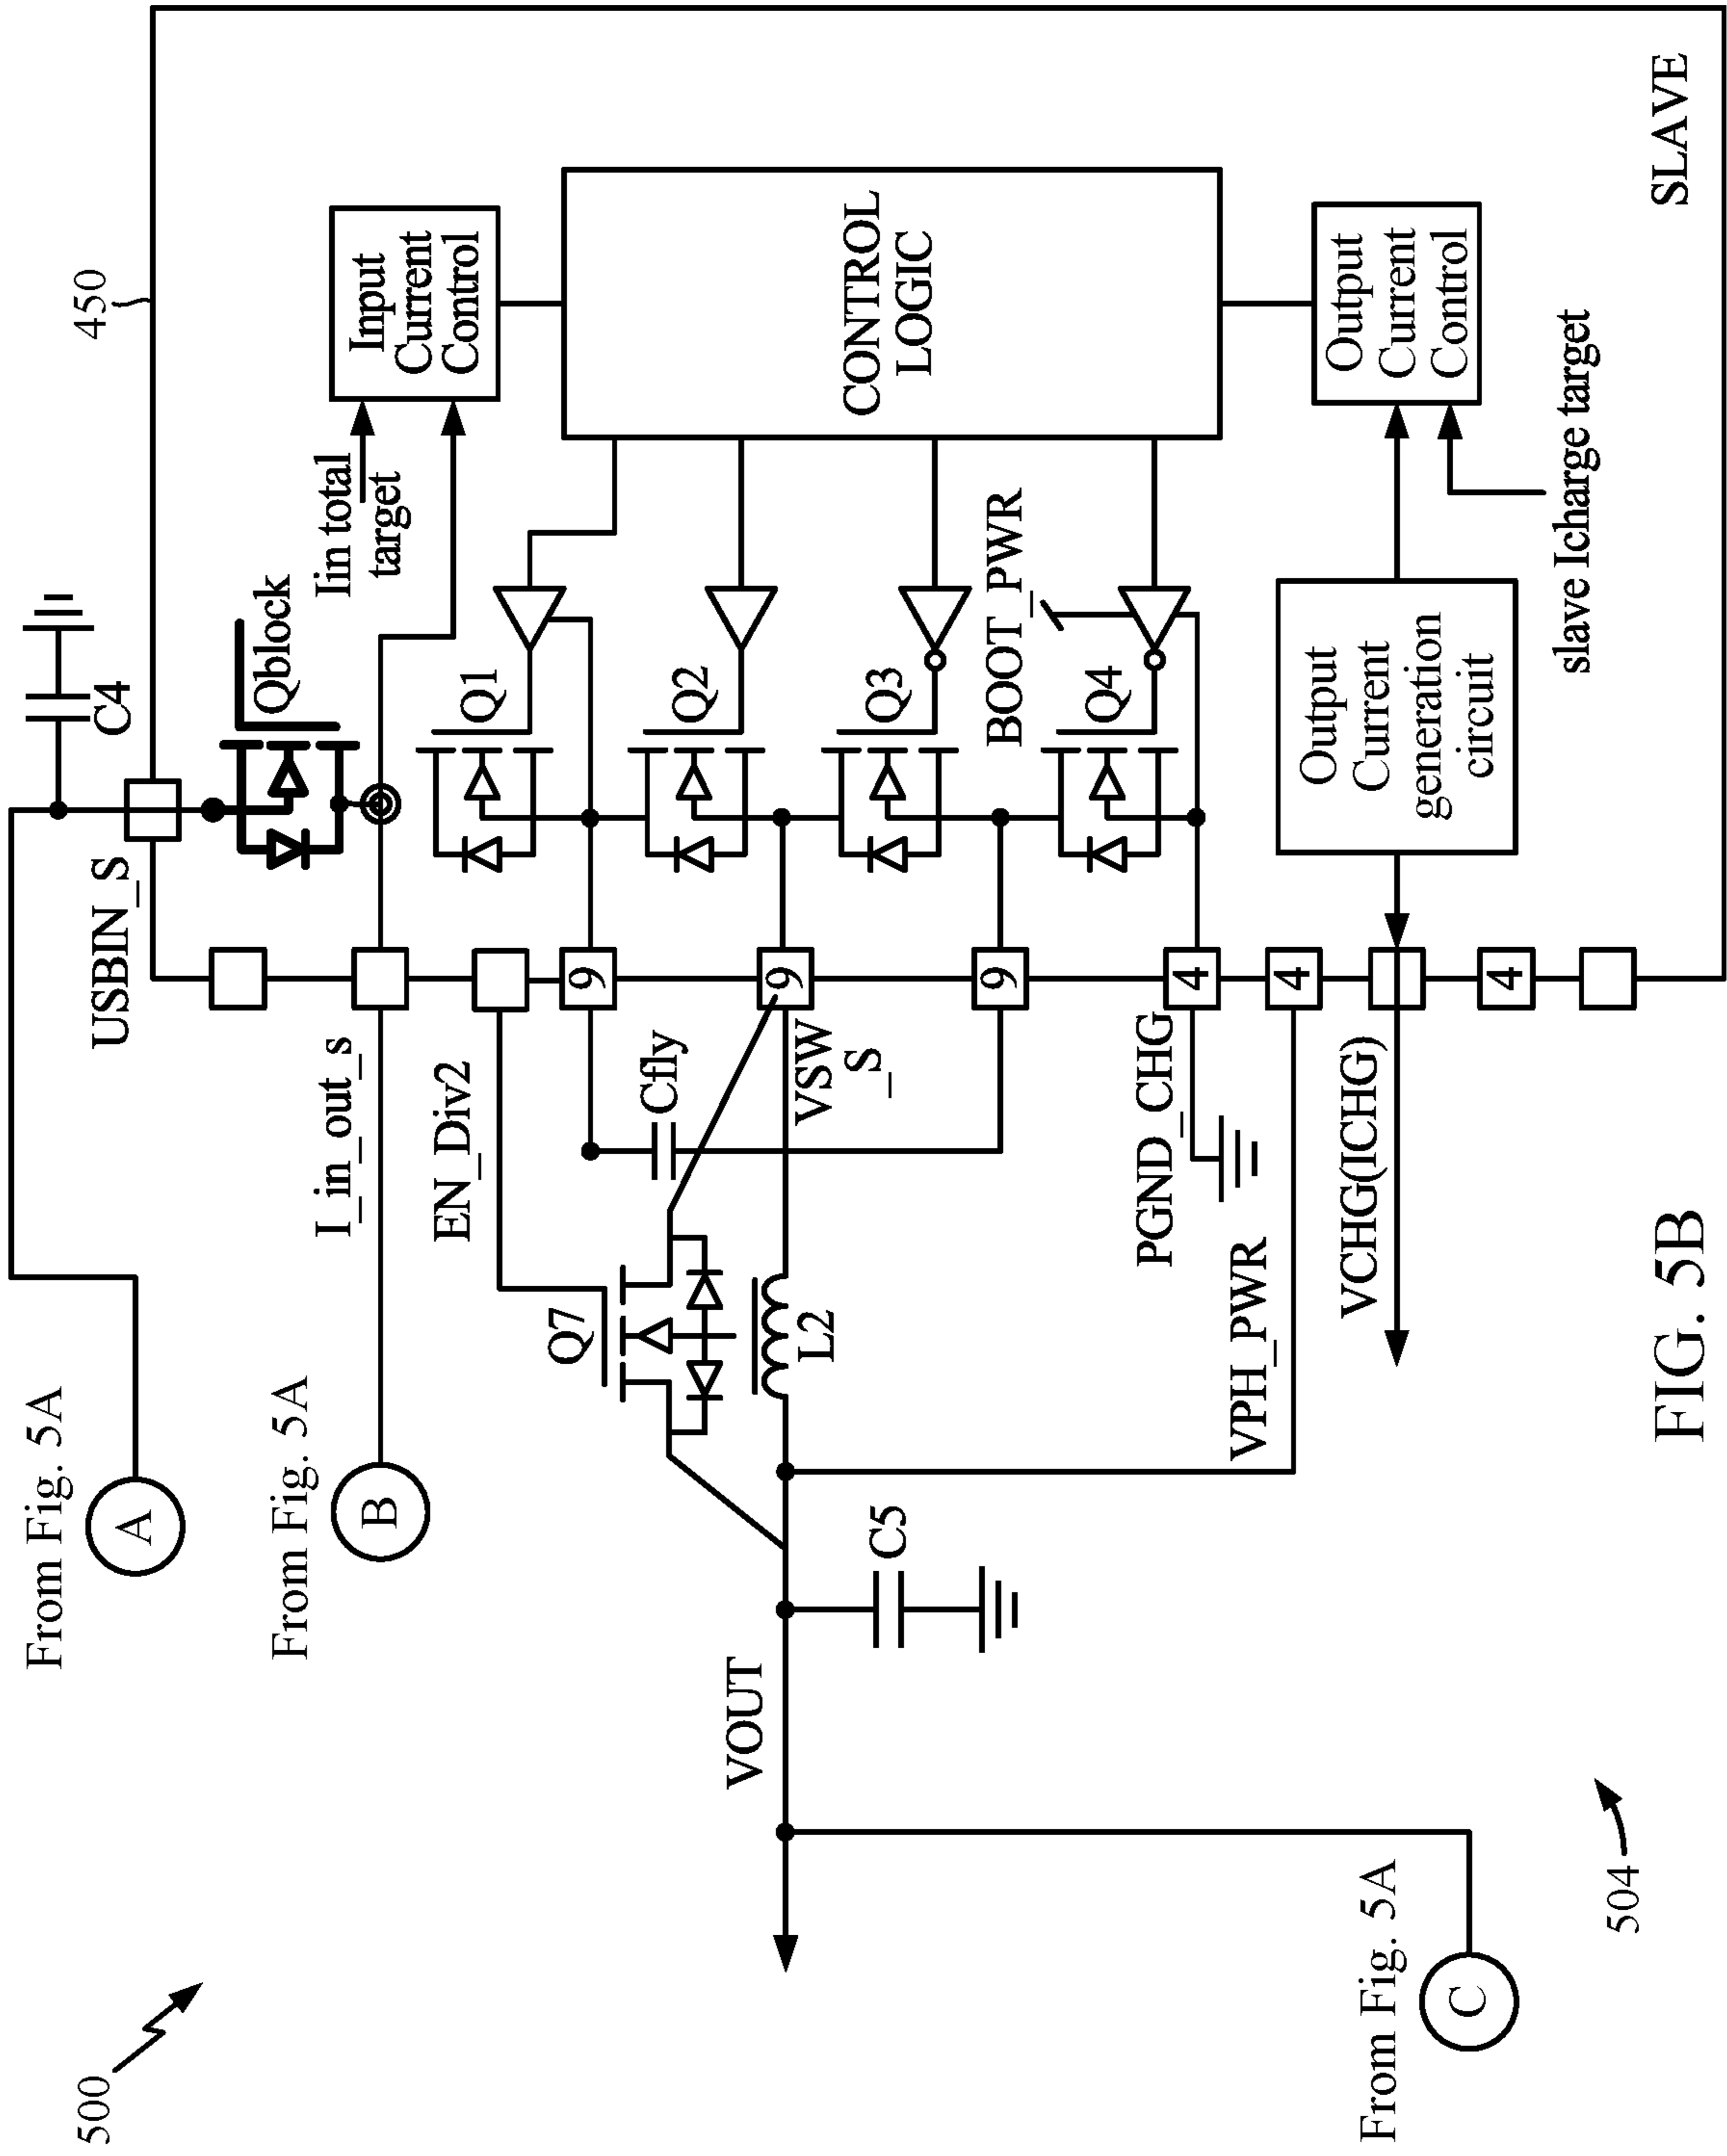 500
From Fig. 5A
A
From Fig. 5A
B
450
USBIN_S
C4
Qblock
Iin total
target
Input
Current
Control
I_in_out_s
EN_Div2
Q1
Q2
Q3
Q4
BOOT_PWR
CONTROL
LOGIC
9
9
9
4
4
4
Cfly
Q7
L2
VSW
_S
VOUT
C5
PGND_CHG
VPH_PWR
VCHG(ICHG)
Output
Current
generation
circuit
Output
Current
Control
slave Icharge target
SLAVE
From Fig. 5A
C
504
FIG. 5B